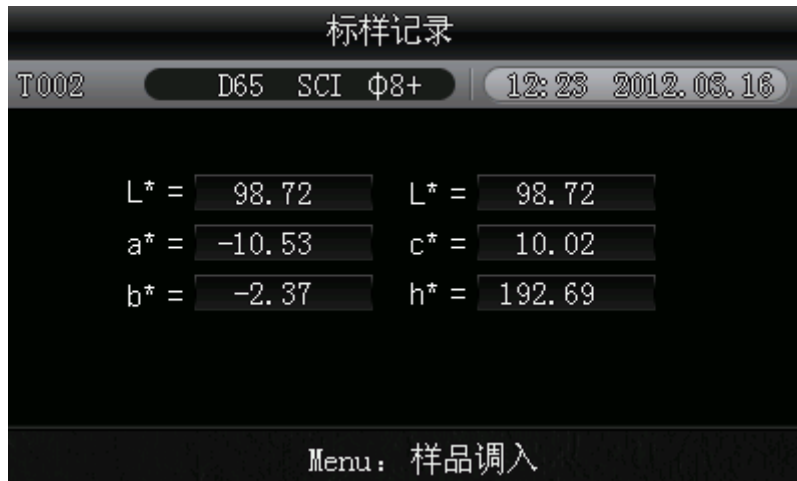 标样记录
T002 D65 SCI Φ8+ 12:23 2012.03.16
L* = 98.72 L* = 98.72
a* = -10.53 c* = 10.02
b* = -2.37 h* = 192.69
Menu: 样品调入